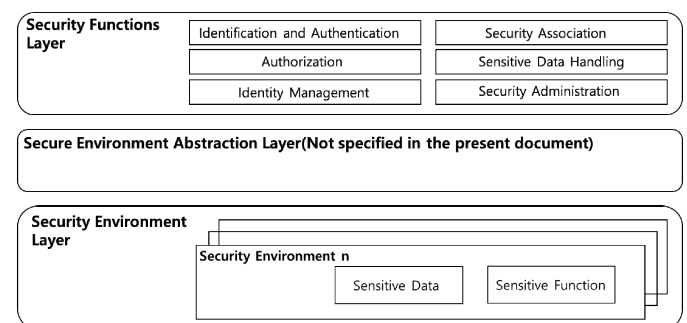 Security Functions
Layer
Identification and Authentication
Security Association
Authorization
Sensitive Data Handling
Identity Management
Security Administration
Secure Environment Abstraction Layer(Not specified in the present document)
Security Environment
Layer
Security Environment n
Sensitive Data
Sensitive Function